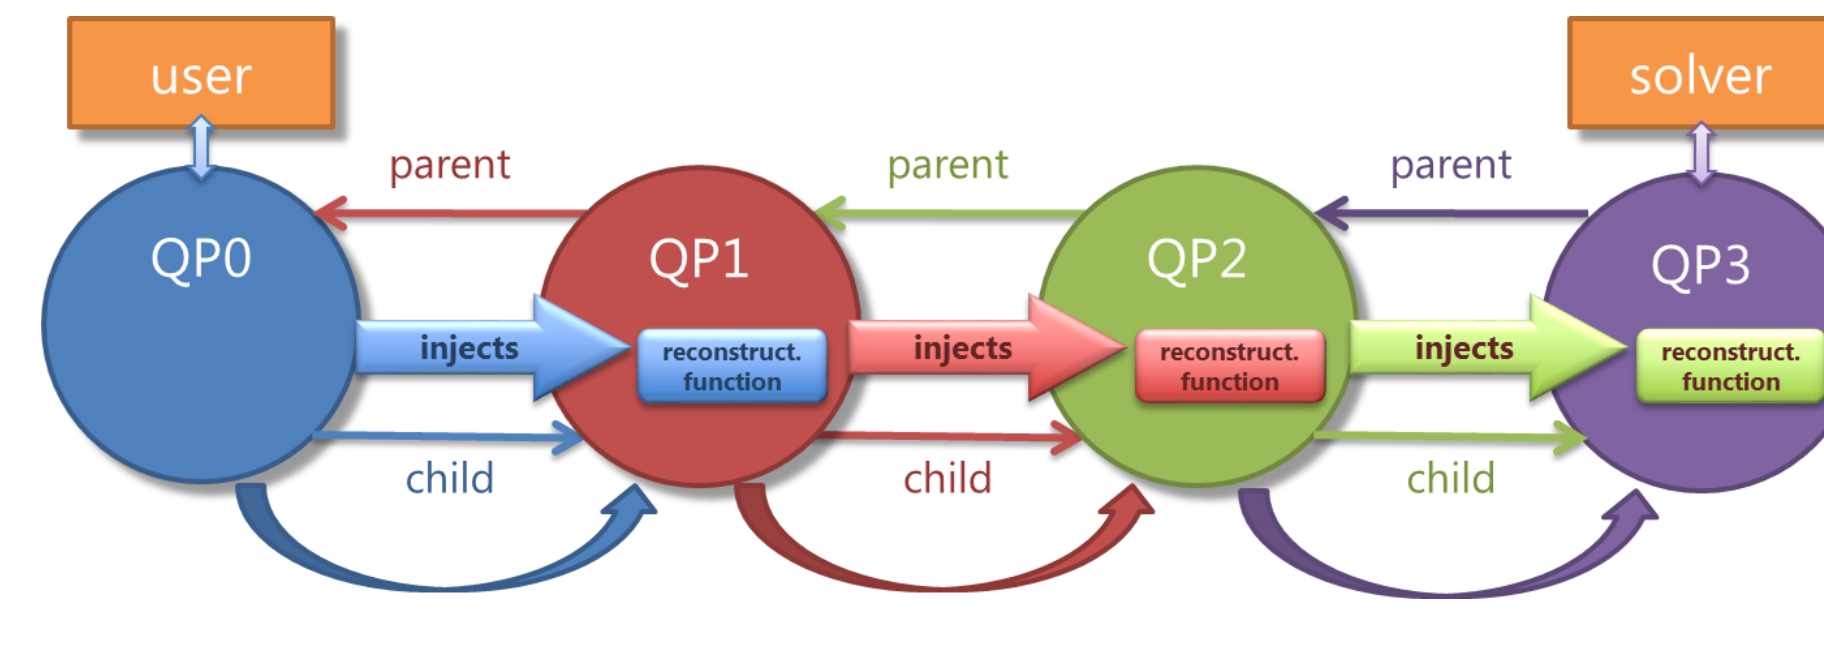 user
solver
parent
parent
parent
QP0
QP1
QP2
QP3
injects
reconstruct.
function
injects
reconstruct.
function
injects
reconstruct.
function
child
child
child